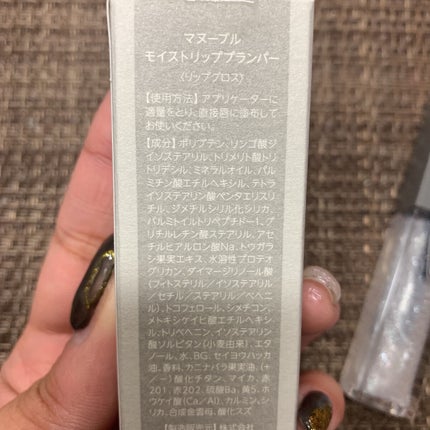 マヌーブル
モイストリッププランパー
〈リップグロス〉
【使用方法】アプリケーターに
適量をとり、直接唇に塗布して
お使いください。
【成分】ポリブテン、リンゴ酸ジ
イソステアリル、トリメリト酸トリ
トリデシル、ミネラルオイル、パル
ミチン酸エチルヘキシル、テトラ
イソステアリン酸ペンタエリスリ
チル、ジメチルシリル化シリカ、
パルミトイルトリペプチド-1、ブ
チリルレチン酸ステアリル、ア
セチルヒアルロン酸Na、トウガラ
シ果実エキス、水溶性プロテオ
グリカン、ダイマージリノール酸
(フィトステリル/イソステアリル
/セチル/ステアリル/ベヘニ
ル)、トコフェロール、シメチコン、
メトキシケイヒ酸エチルヘキシ
ル、トリベヘニン、イソステアリン
酸ソルビタン、(小麦由来)、エタ
ノール、水、BG、セイヨウハッカ
油、香料、カニナバラ果実油、(+
/-)酸化チタン、マイカ、赤
201、赤202、硫酸Ba、黄5、ホ
ウケイ酸(Ca/Al)、カルミン、シ
リカ、合成金雲母、酸化スズ
【製造販売元】株式会社